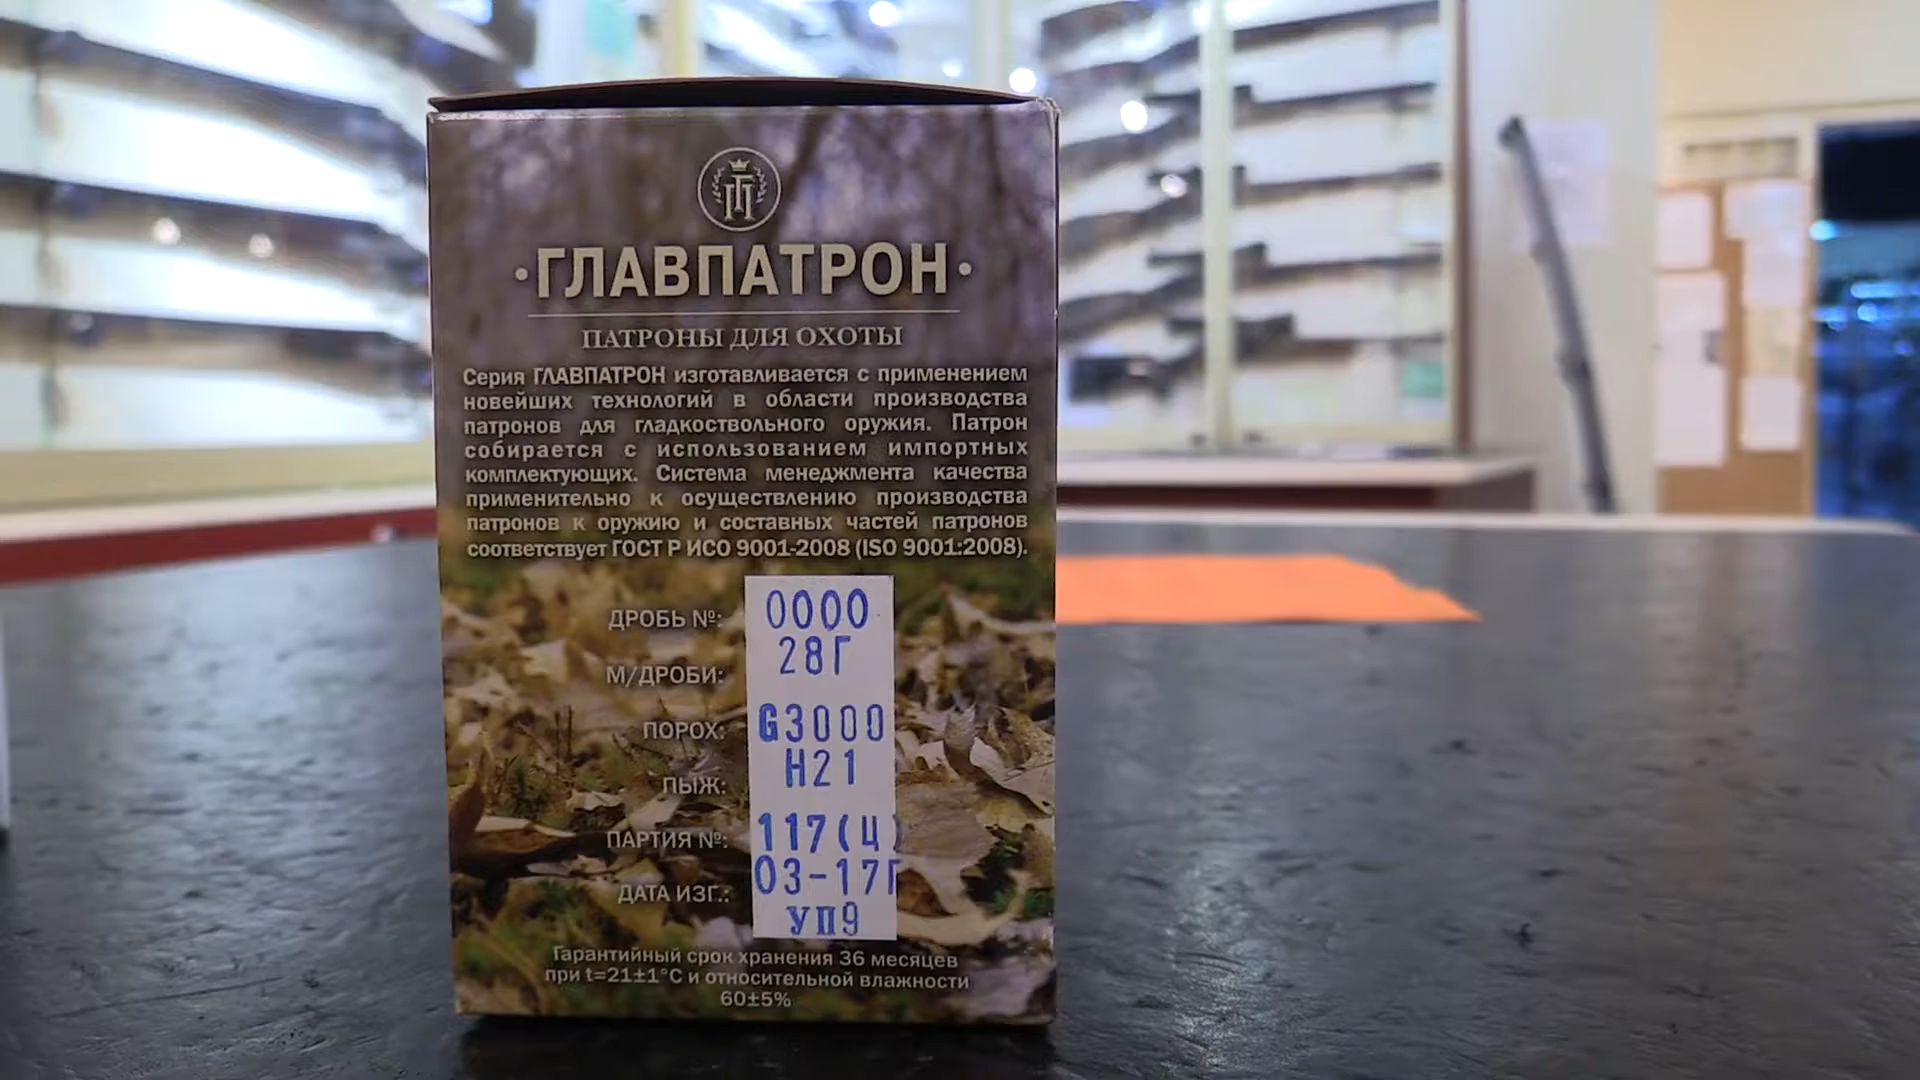 ГП
·ГЛАВПАТРОН·
ПАТРОНЫ ДЛЯ ОХОТЫ
Серия ГЛАВПАТРОН изготавливается с применением
новейших технологий в области производства
патронов для гладкоствольного оружия. Патрон
собирается с использованием импортных
комплектующих. Система менеджмента качества
применительно к осуществлению производства
патронов к оружию и составных частей патронов
соответствует ГОСТ Р ИСО 9001-2008 (ISO 9001:2008).
ДРОБЬ №: 0000
М/ДРОБИ: 28Г
ПОРОХ: G3000
ПЫЖ: Н21
ПАРТИЯ №: 117(Ц)
ДАТА ИЗГ.: 03-17Г
УП9
Гарантийный срок хранения 36 месяцев
при t=21±1°C и относительной влажности
60±5%